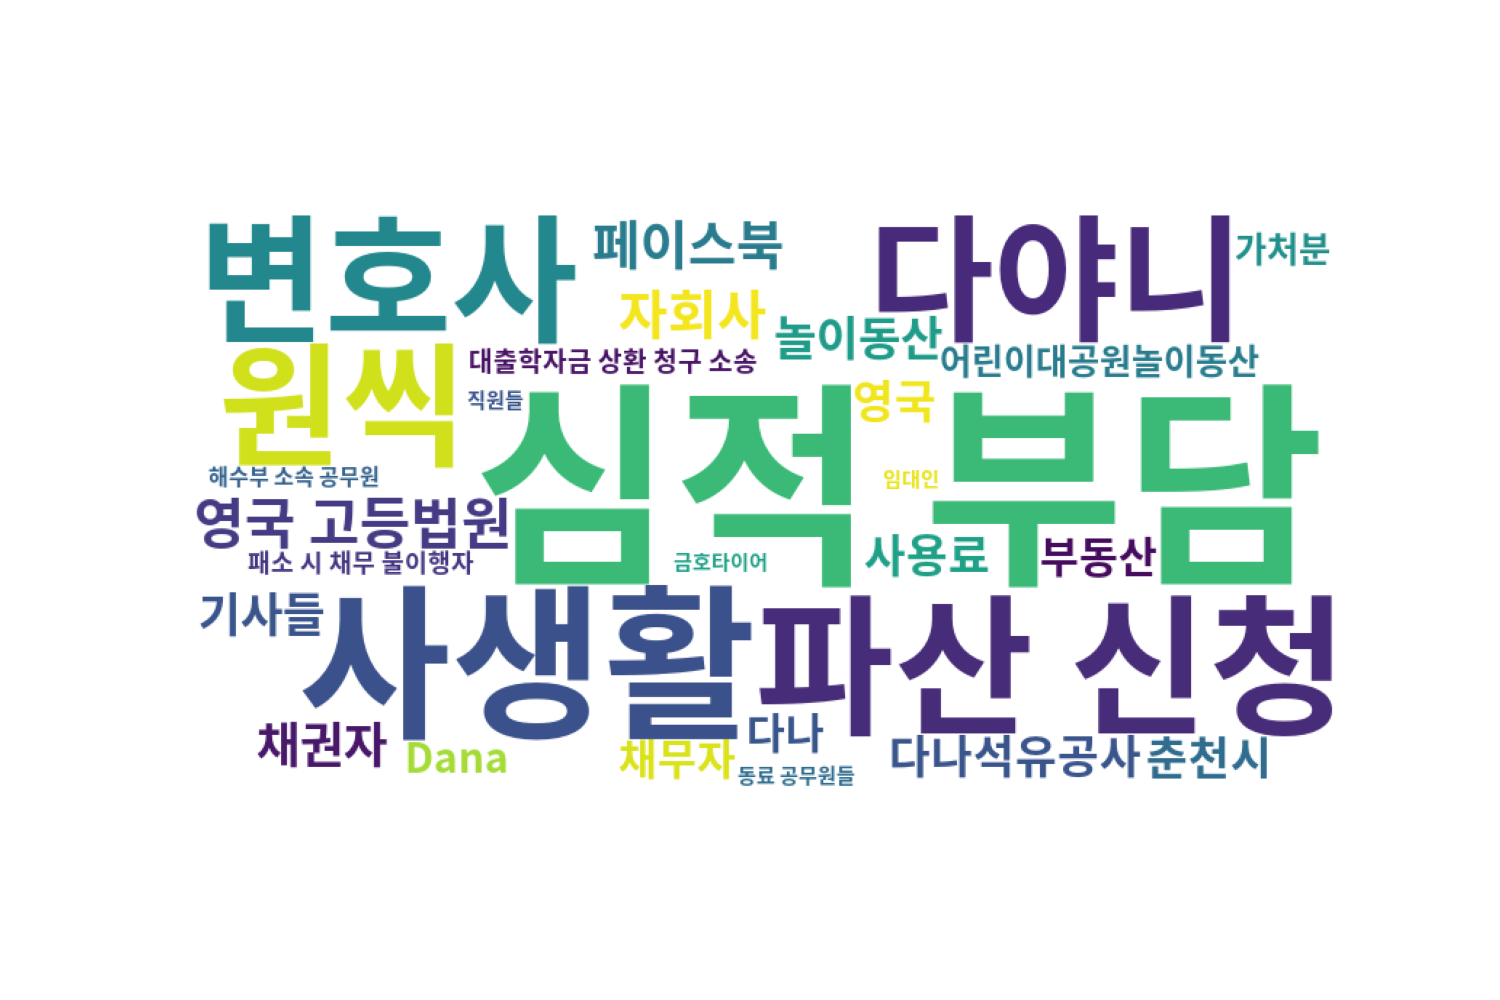 변호사
페이스북
다야니
가처분
자회사
놀이동산
원씩
대출학자금 상환 청구 소송
어린이대공원놀이동산
직원들
심적 부담
영국
해수부 소속 공무원
임대인
영국 고등법원
패소 시 채무 불이행자
금호타이어
사용료
부동산
기사들
사생활
파산 신청
채권자
Dana
채무자
다나
동료 공무원들
다나석유공사
춘천시